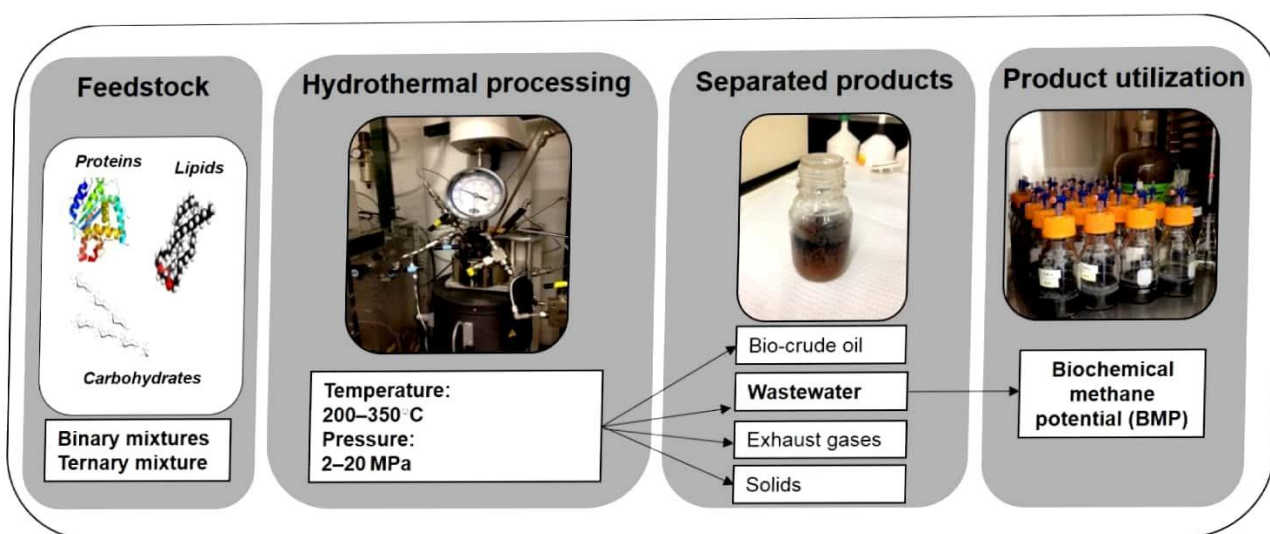 Feedstock
Proteins
Lipids
Carbohydrates
Binary mixtures
Ternary mixture
Hydrothermal processing
Temperature:
200–350°C
Pressure:
2–20 MPa
Separated products
Bio-crude oil
Wastewater
Exhaust gases
Solids
Product utilization
Biochemical
methane
potential (BMP)